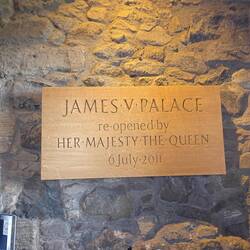 JAMES V · PALACE
re-opened by
HER·MAJESTY·THE·QUEEN
6·July·2011